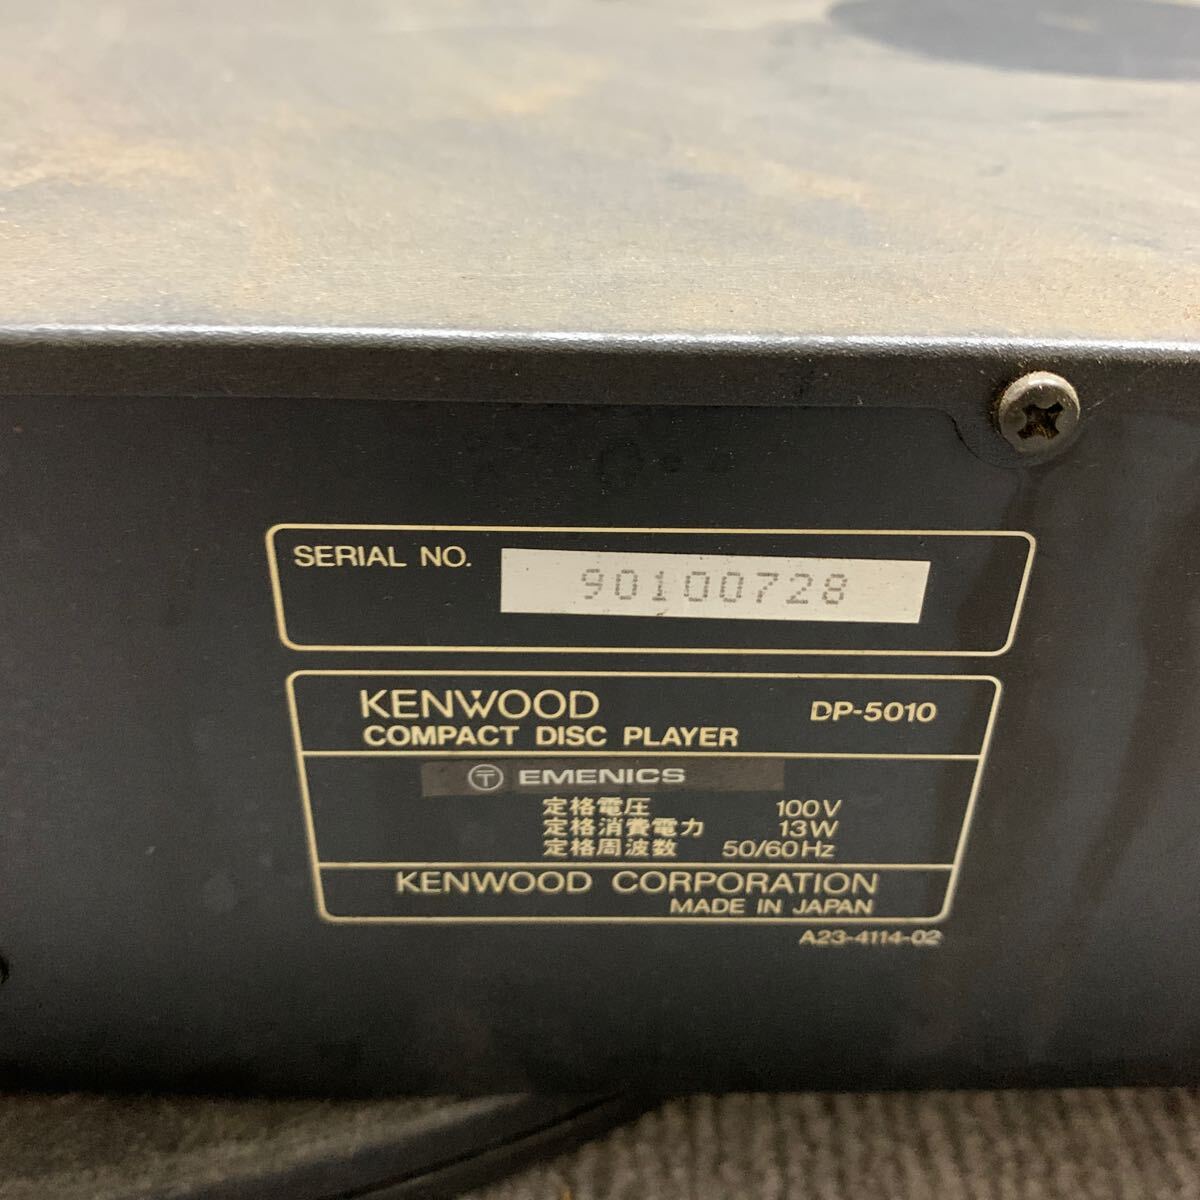 SERIAL NO. 90100728
KENWOOD DP-5010
COMPACT DISC PLAYER
〒 EMENICS
定格電圧 100V
定格消費電力 13W
定格周波数 50/60Hz
KENWOOD CORPORATION
MADE IN JAPAN
A23-4114-02